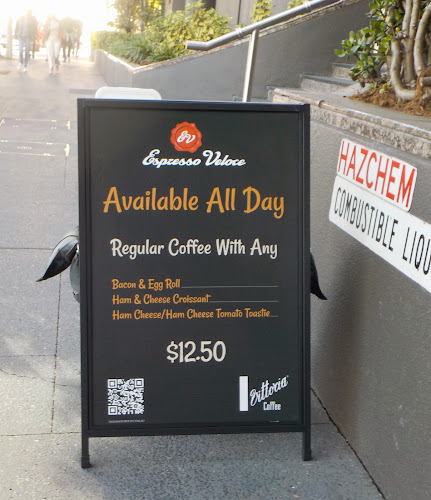 EV
Espresso Veloce
Available All Day
Regular Coffee With Any
Bacon & Egg Roll
Ham & Cheese Croissant
Ham Cheese/Ham Cheese Tomato Toastie
$12.50
Vittoria
Coffee
HAZCHEM
COMBUSTIBLE LIQU